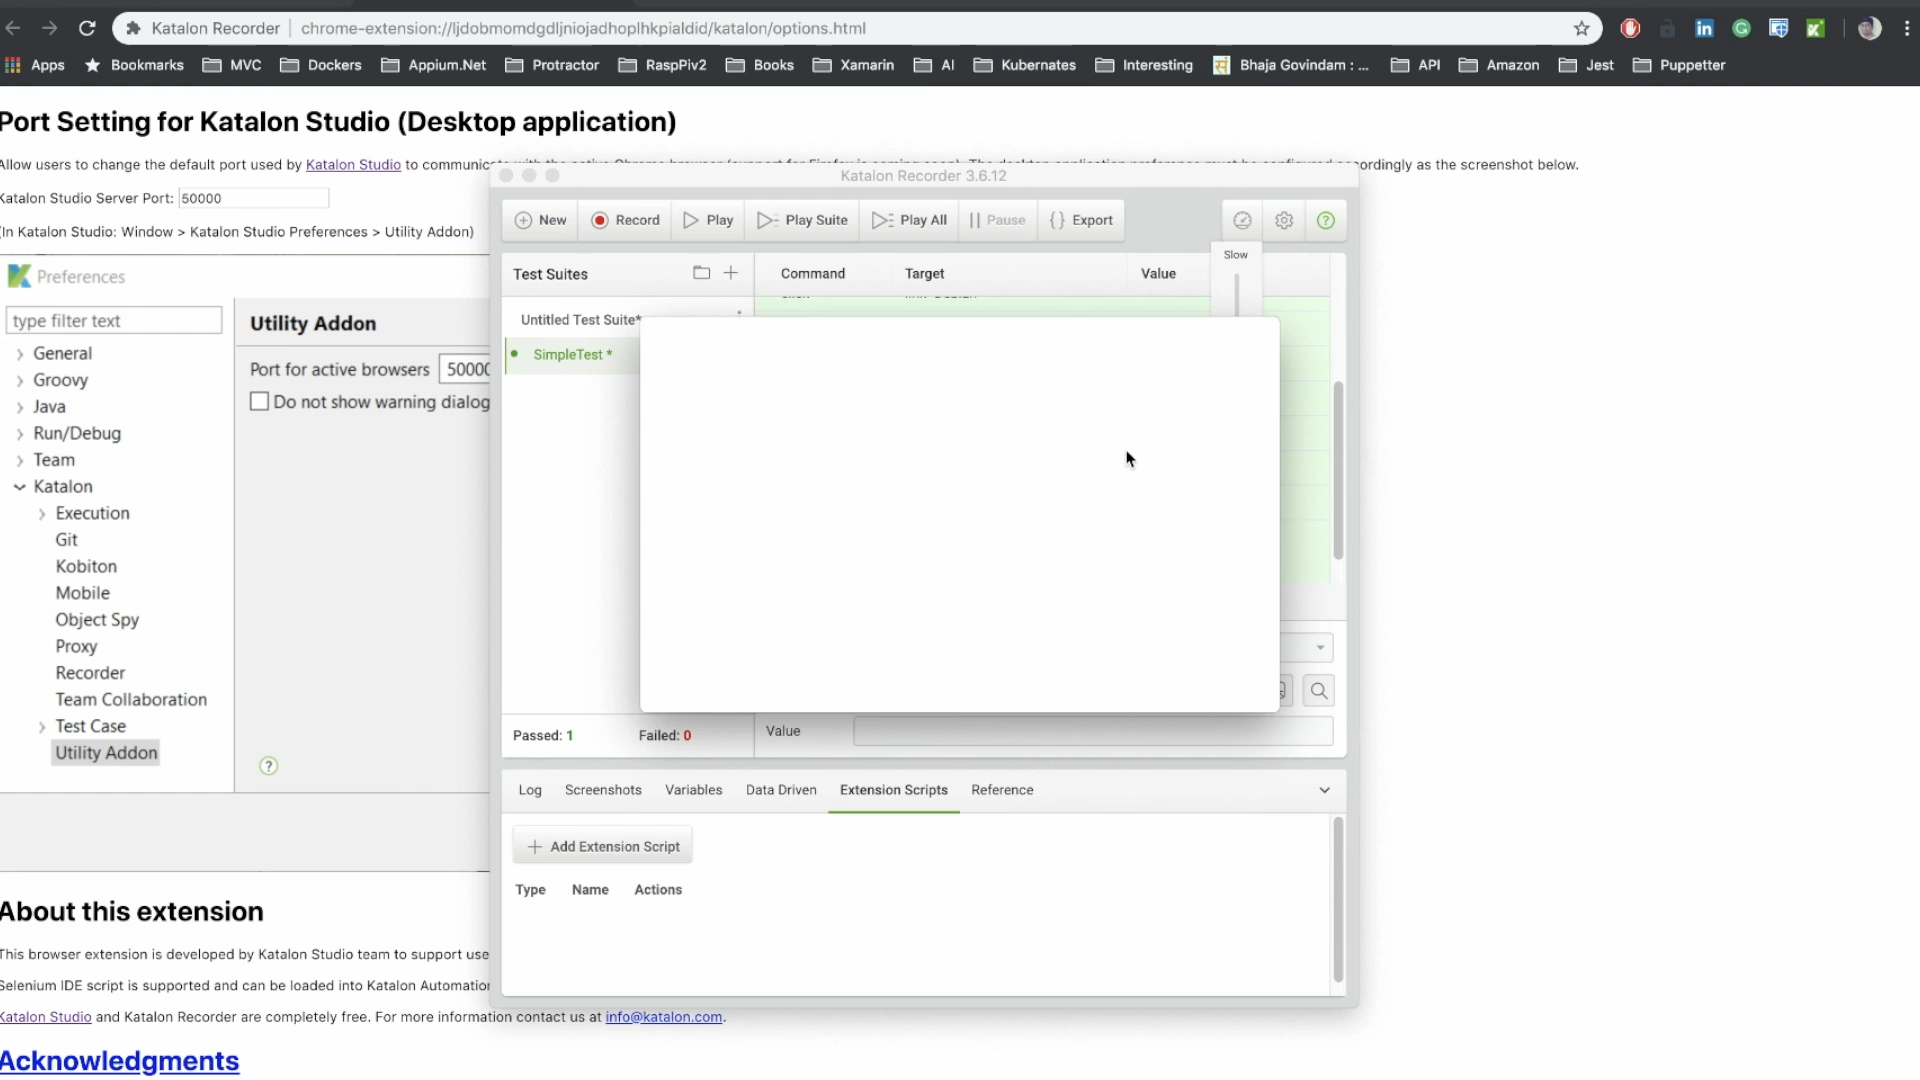 Katalon Recorder chrome-extension://ljdobmomdgdljniojadhoplhkpialdid/katalon/options.html
Apps Bookmarks MVC Dockers Appium.Net Protractor RaspPiv2 Books Xamarin AI Kubernates Interesting Bhaja Govindam : ... API Amazon Jest Puppetter
Port Setting for Katalon Studio (Desktop application)
Allow users to change the default port used by Katalon Studio to
accordingly as the screenshot below.
Katalon Studio Server Port: 50000
(In Katalon Studio: Window > Katalon Studio Preferences > Utility Addon)
Preferences
type filter text
General
Groovy
Java
Run/Debug
Team
Katalon
Execution
Git
Kobiton
Mobile
Object Spy
Proxy
Recorder
Team Collaboration
Test Case
Utility Addon
Utility Addon
Port for active browsers 50000
Do not show warning dialog
Katalon Recorder 3.6.12
New Record Play Play Suite Play All Pause Export
Slow
Test Suites
Command Target Value
Untitled Test Suite*
SimpleTest *
Passed: 1 Failed: 0
Value
Log Screenshots Variables Data Driven Extension Scripts Reference
Add Extension Script
Type Name Actions
About this extension
This browser extension is developed by Katalon Studio team to support use
Selenium IDE script is supported and can be loaded into Katalon Automation
Katalon Studio and Katalon Recorder are completely free. For more information contact us at info@katalon.com.
Acknowledgments